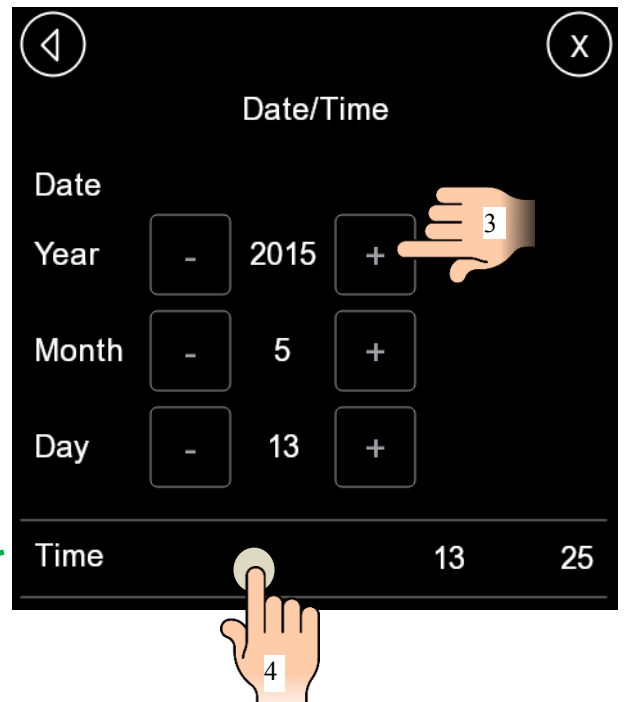 X
Date/Time
Date
Year - 2015 + 3
Month - 5 +
Day - 13 +
Time 13 25
4